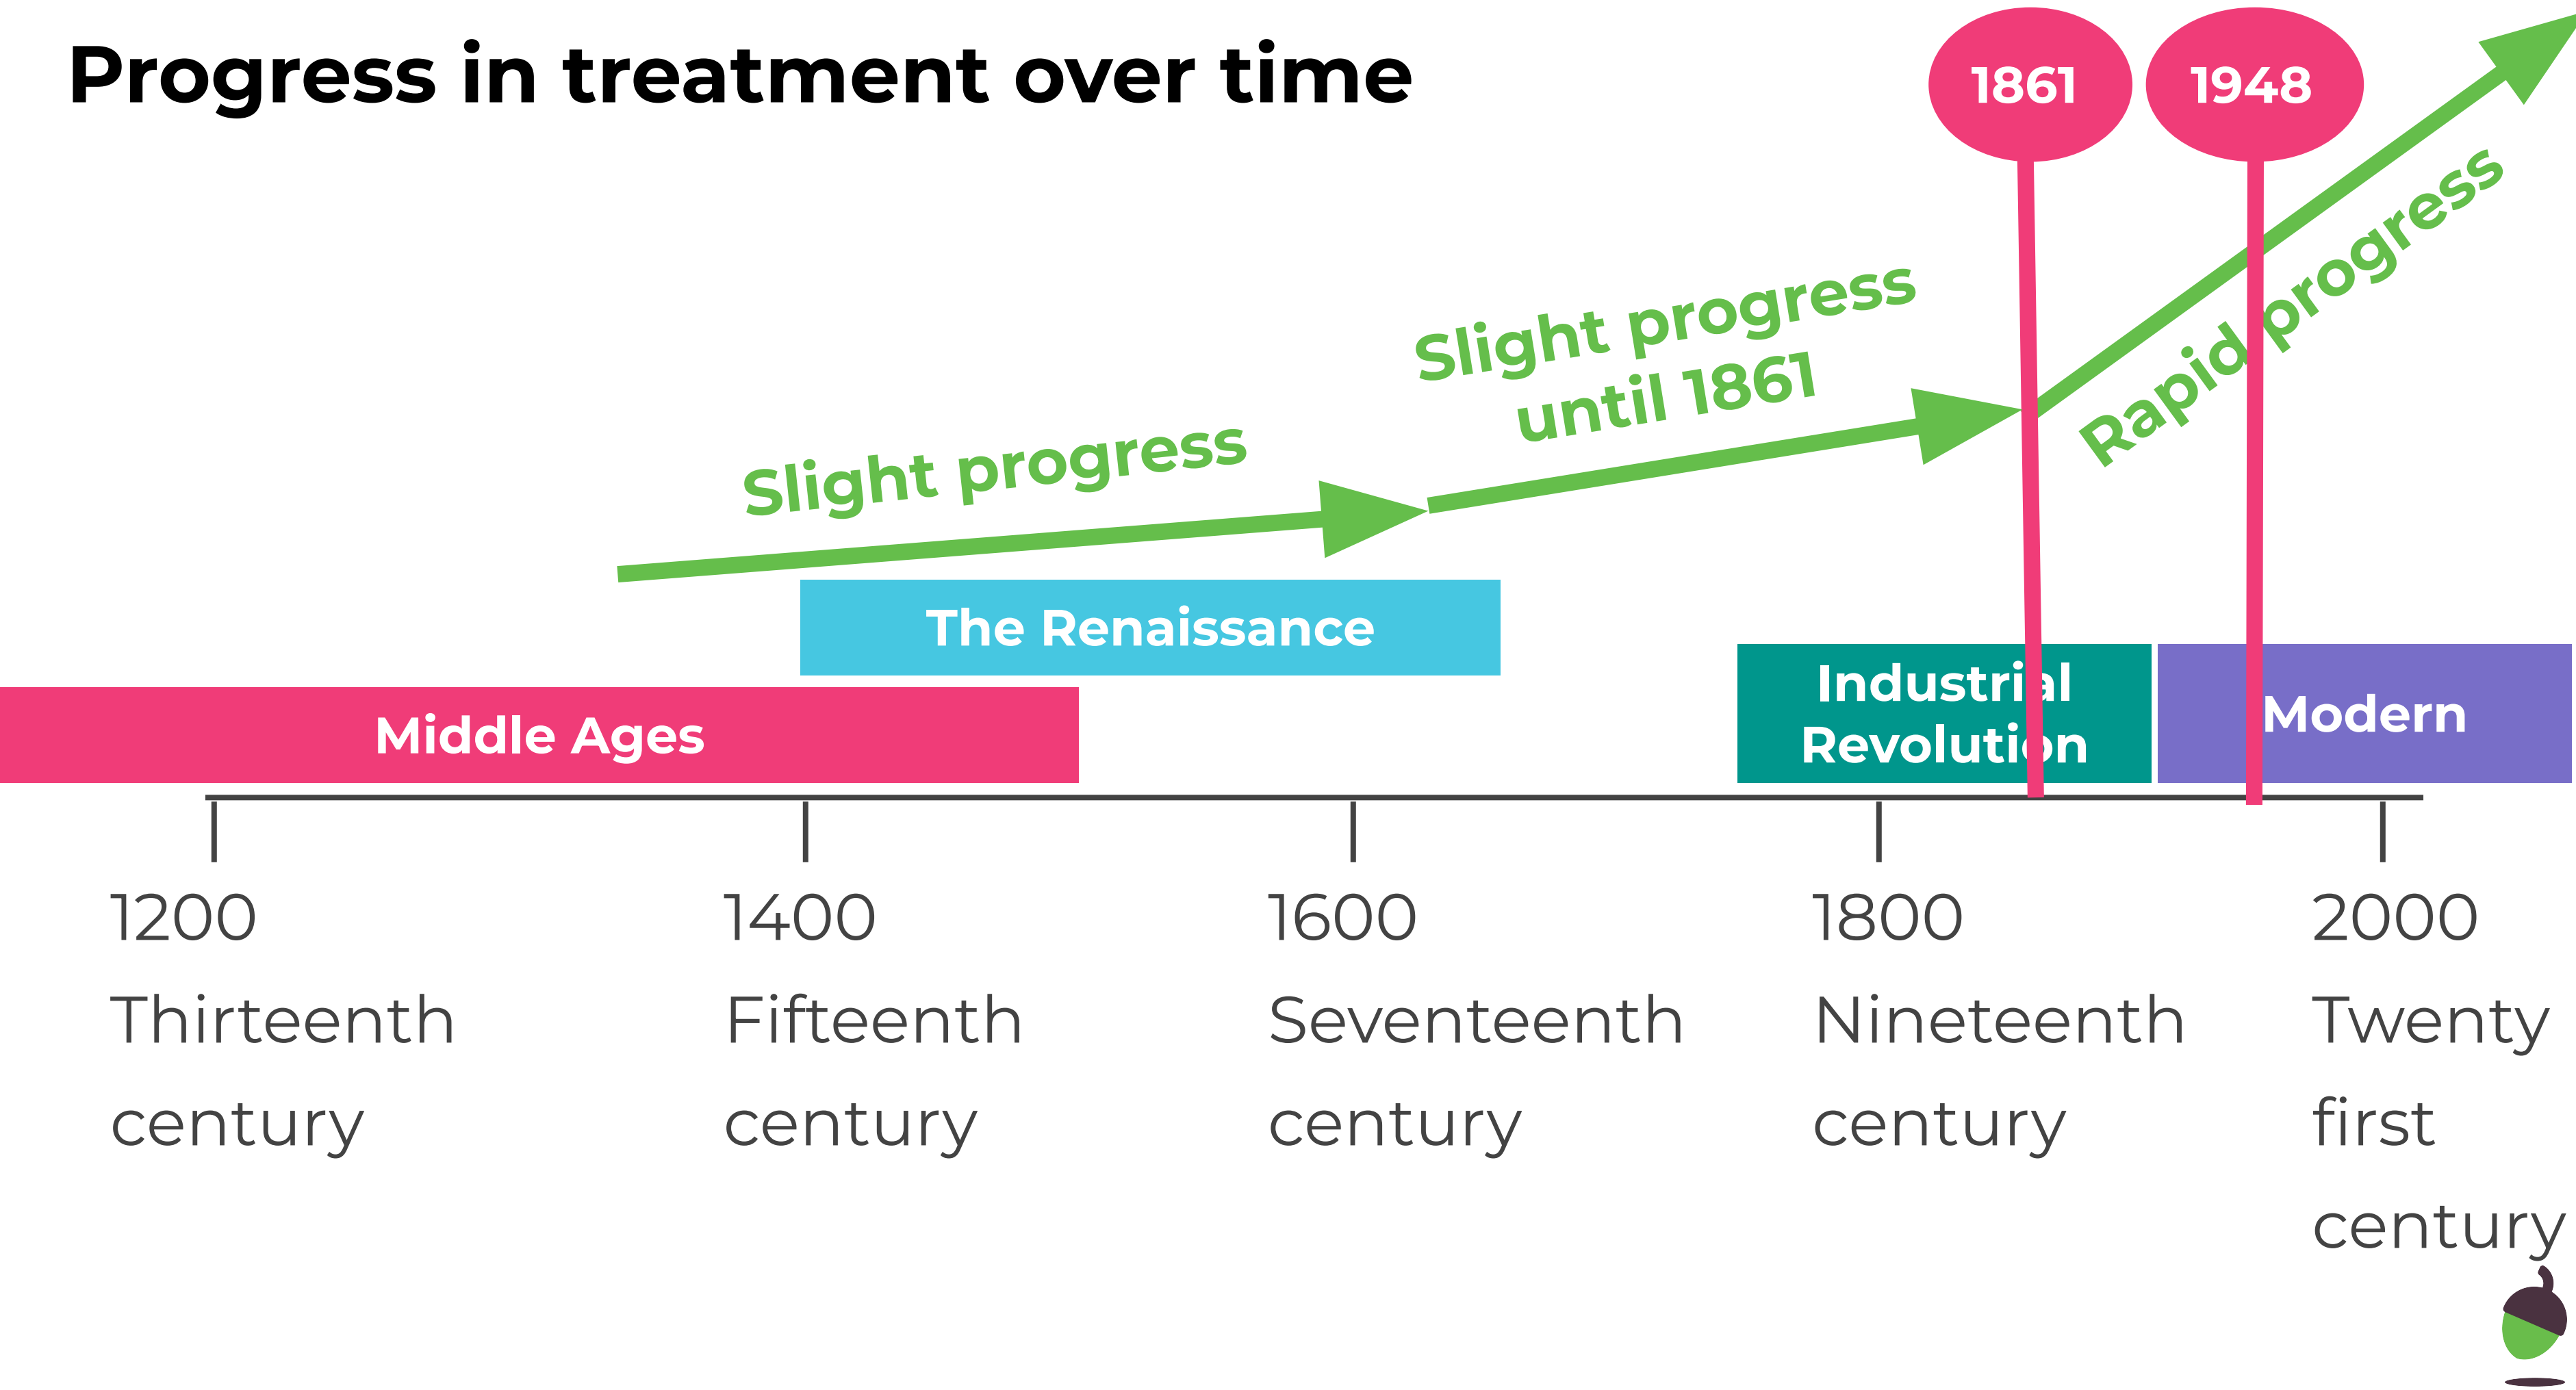 Progress in treatment over time
1861
1948
Slight progress
Slight progress
until 1861
Rapid progress
The Renaissance
Middle Ages
Industrial
Revolution
Modern
1200
Thirteenth
century
1400
Fifteenth
century
1600
Seventeenth
century
1800
Nineteenth
century
2000
Twenty
first
century